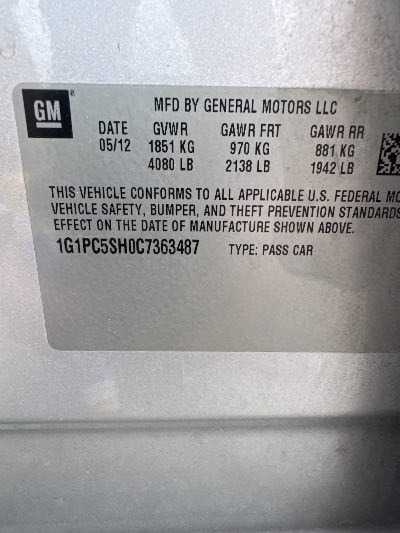 GM ® MFD BY GENERAL MOTORS LLC
DATE GVWR GAWR FRT GAWR RR
05/12 1851 KG 970 KG 881 KG
4080 LB 2138 LB 1942 LB
THIS VEHICLE CONFORMS TO ALL APPLICABLE U.S. FEDERAL MO
VEHICLE SAFETY, BUMPER, AND THEFT PREVENTION STANDARDS
EFFECT ON THE DATE OF MANUFACTURE SHOWN ABOVE.
1G1PC5SH0C7363487 TYPE: PASS CAR